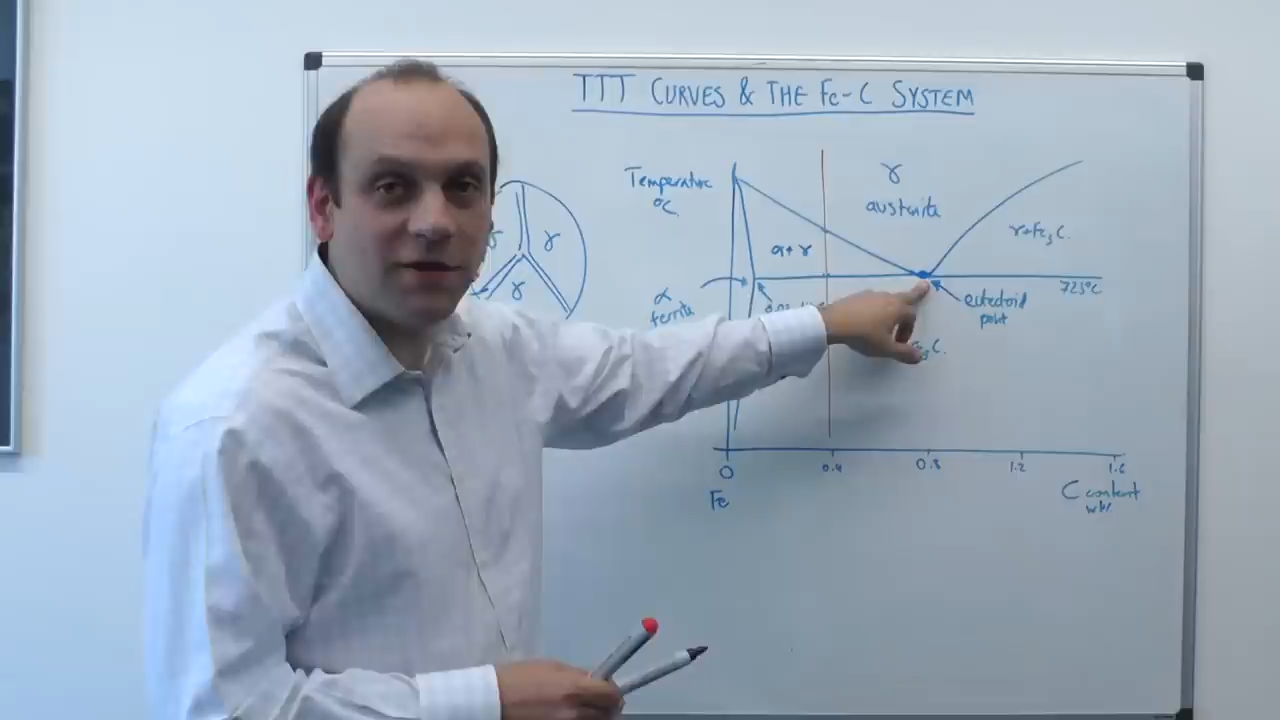 TTT CURVES & THE Fe-C SYSTEM
Temperature
°C
γ
austenite
γ
γ
γ
α+γ
γ+Fe₃C.
723°C
α
ferrite
eutectoid
point
0
0.4
0.8
1.2
1.6
Fe
C content